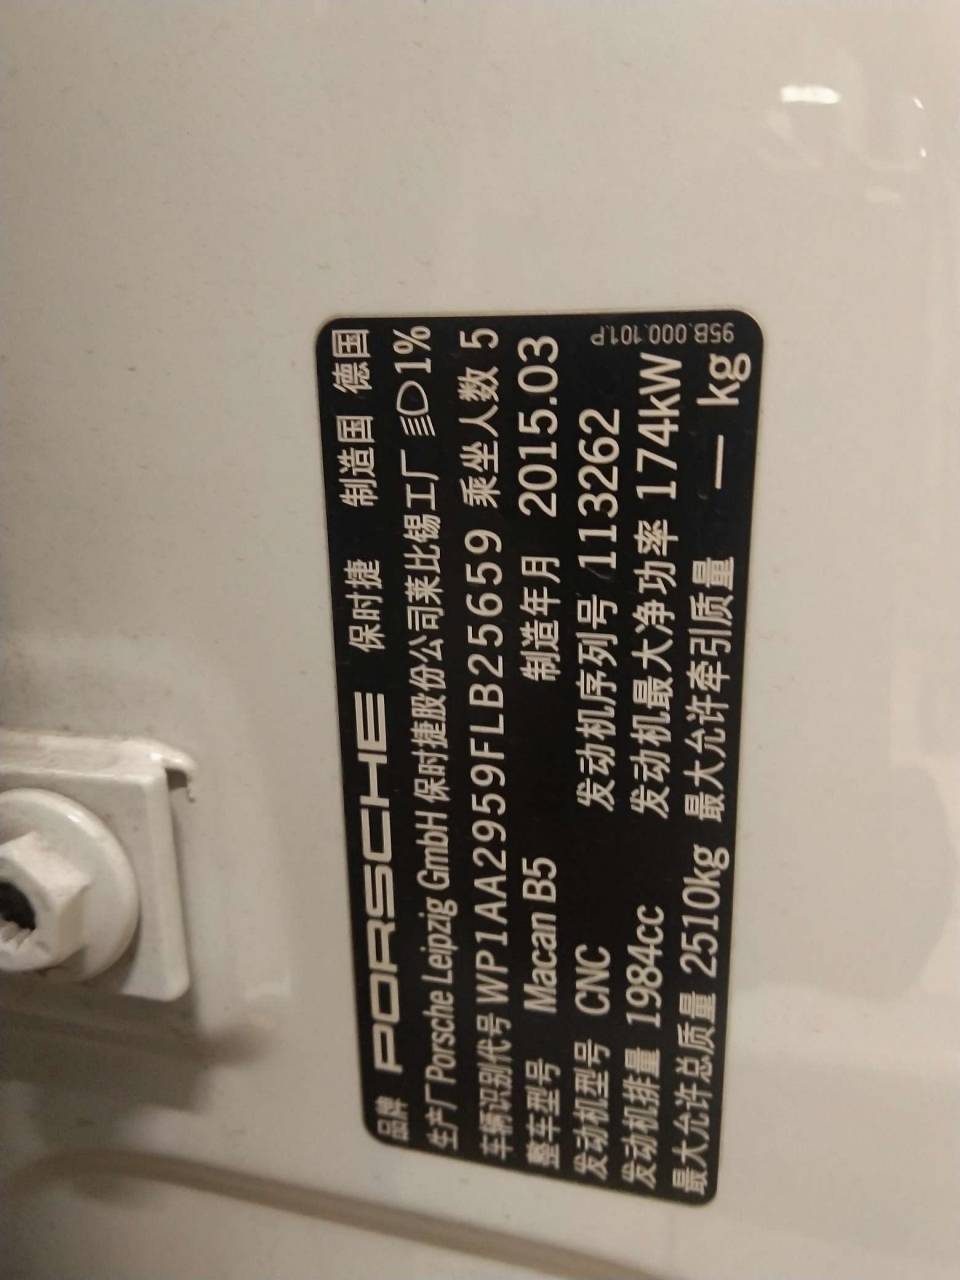 品牌 PORSCHE 保时捷 制造国 德国
生产厂 Porsche Leipzig GmbH 保时捷股份公司莱比锡工厂 1%
车辆识别代号 WP1AA2959FLB25659 乘坐人数 5
整车型号 Macan B5 制造年月 2015.03
发动机型号 CNC 发动机序列号 113262
发动机排量 1984cc 发动机最大净功率 174kW
最大允许总质量 2510kg 最大允许牵引质量 — kg
95B.000.101.P